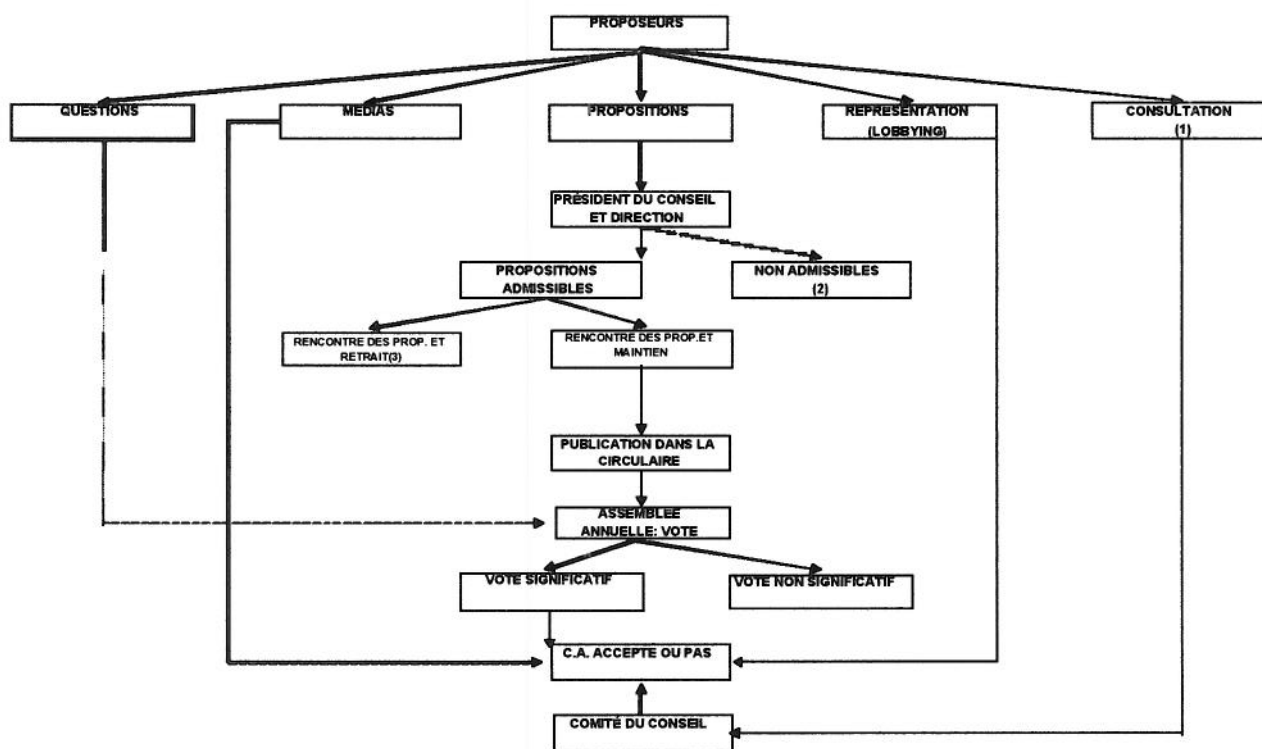 PROPOSEURS
QUESTIONS
MEDIAS
PROPOSITIONS
REPRESENTATION
(LOBBYING)
CONSULTATION
(1)
PRÉSIDENT DU CONSEIL
ET DIRECTION
PROPOSITIONS
ADMISSIBLES
NON ADMISSIBLES
(2)
RENCONTRE DES PROP. ET
RETRAIT(3)
RENCONTRE DES PROP.ET
MAINTIEN
PUBLICATION DANS LA
CIRCULAIRE
ASSEMBLEE
ANNUELLE: VOTE
VOTE SIGNIFICATIF
VOTE NON SIGNIFICATIF
C.A. ACCEPTE OU PAS
COMITÉ DU CONSEIL